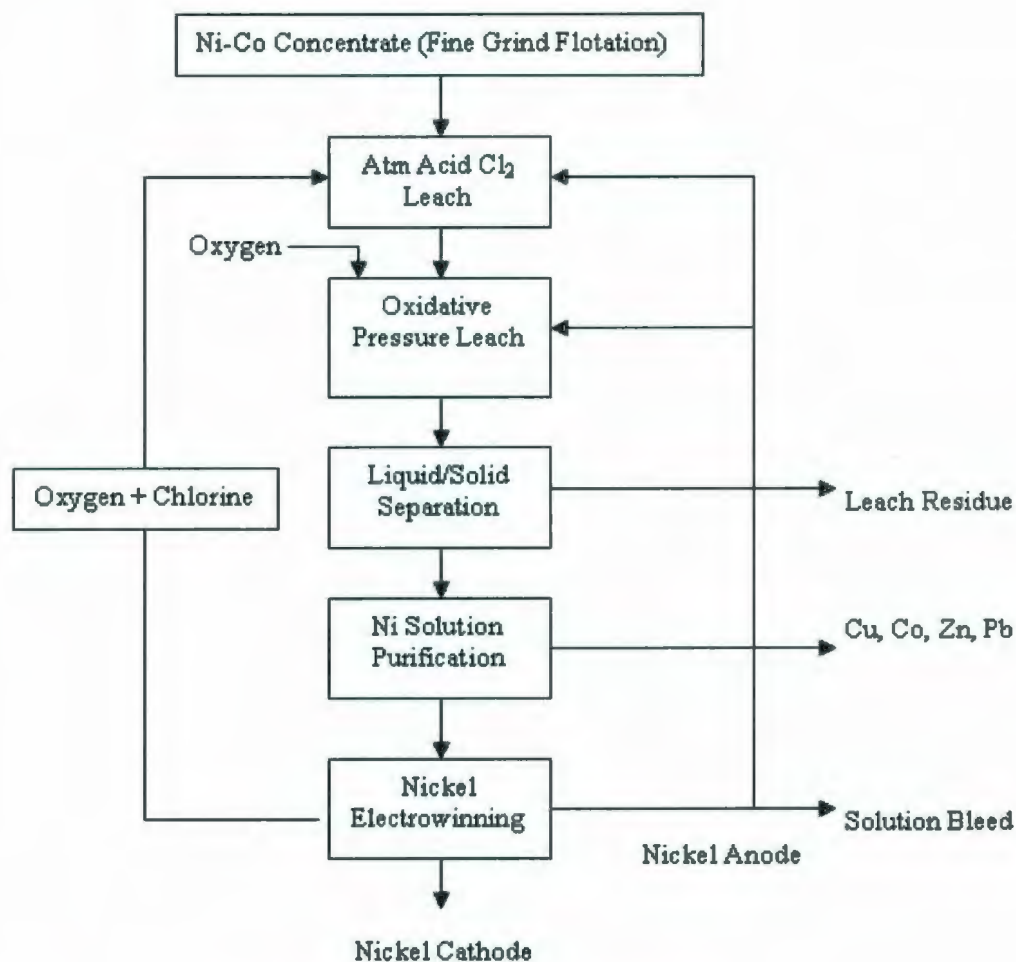 Ni-Co Concentrate (Fine Grind Flotation)
Atm Acid Cl₂
Leach
Oxygen
Oxidative
Pressure Leach
Oxygen + Chlorine
Liquid/Solid
Separation
Leach Residue
Ni Solution
Purification
Cu, Co, Zn, Pb
Nickel
Electrowinning
Solution Bleed
Nickel Anode
Nickel Cathode